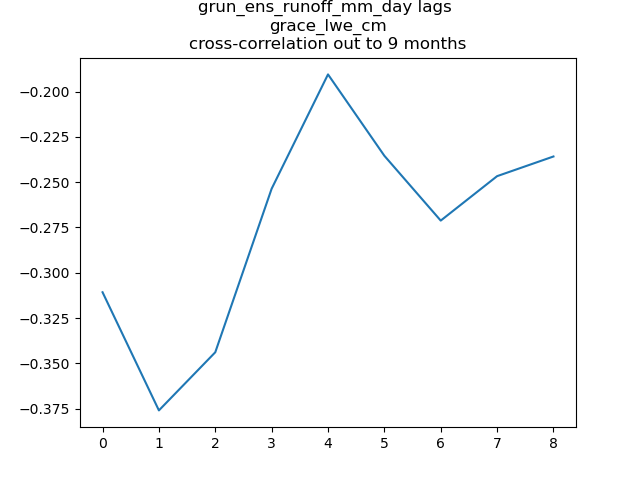 grun_ens_runoff_mm_day lags
grace_lwe_cm
cross-correlation out to 9 months
−0.200
−0.225
−0.250
−0.275
−0.300
−0.325
−0.350
−0.375
0 1 2 3 4 5 6 7 8